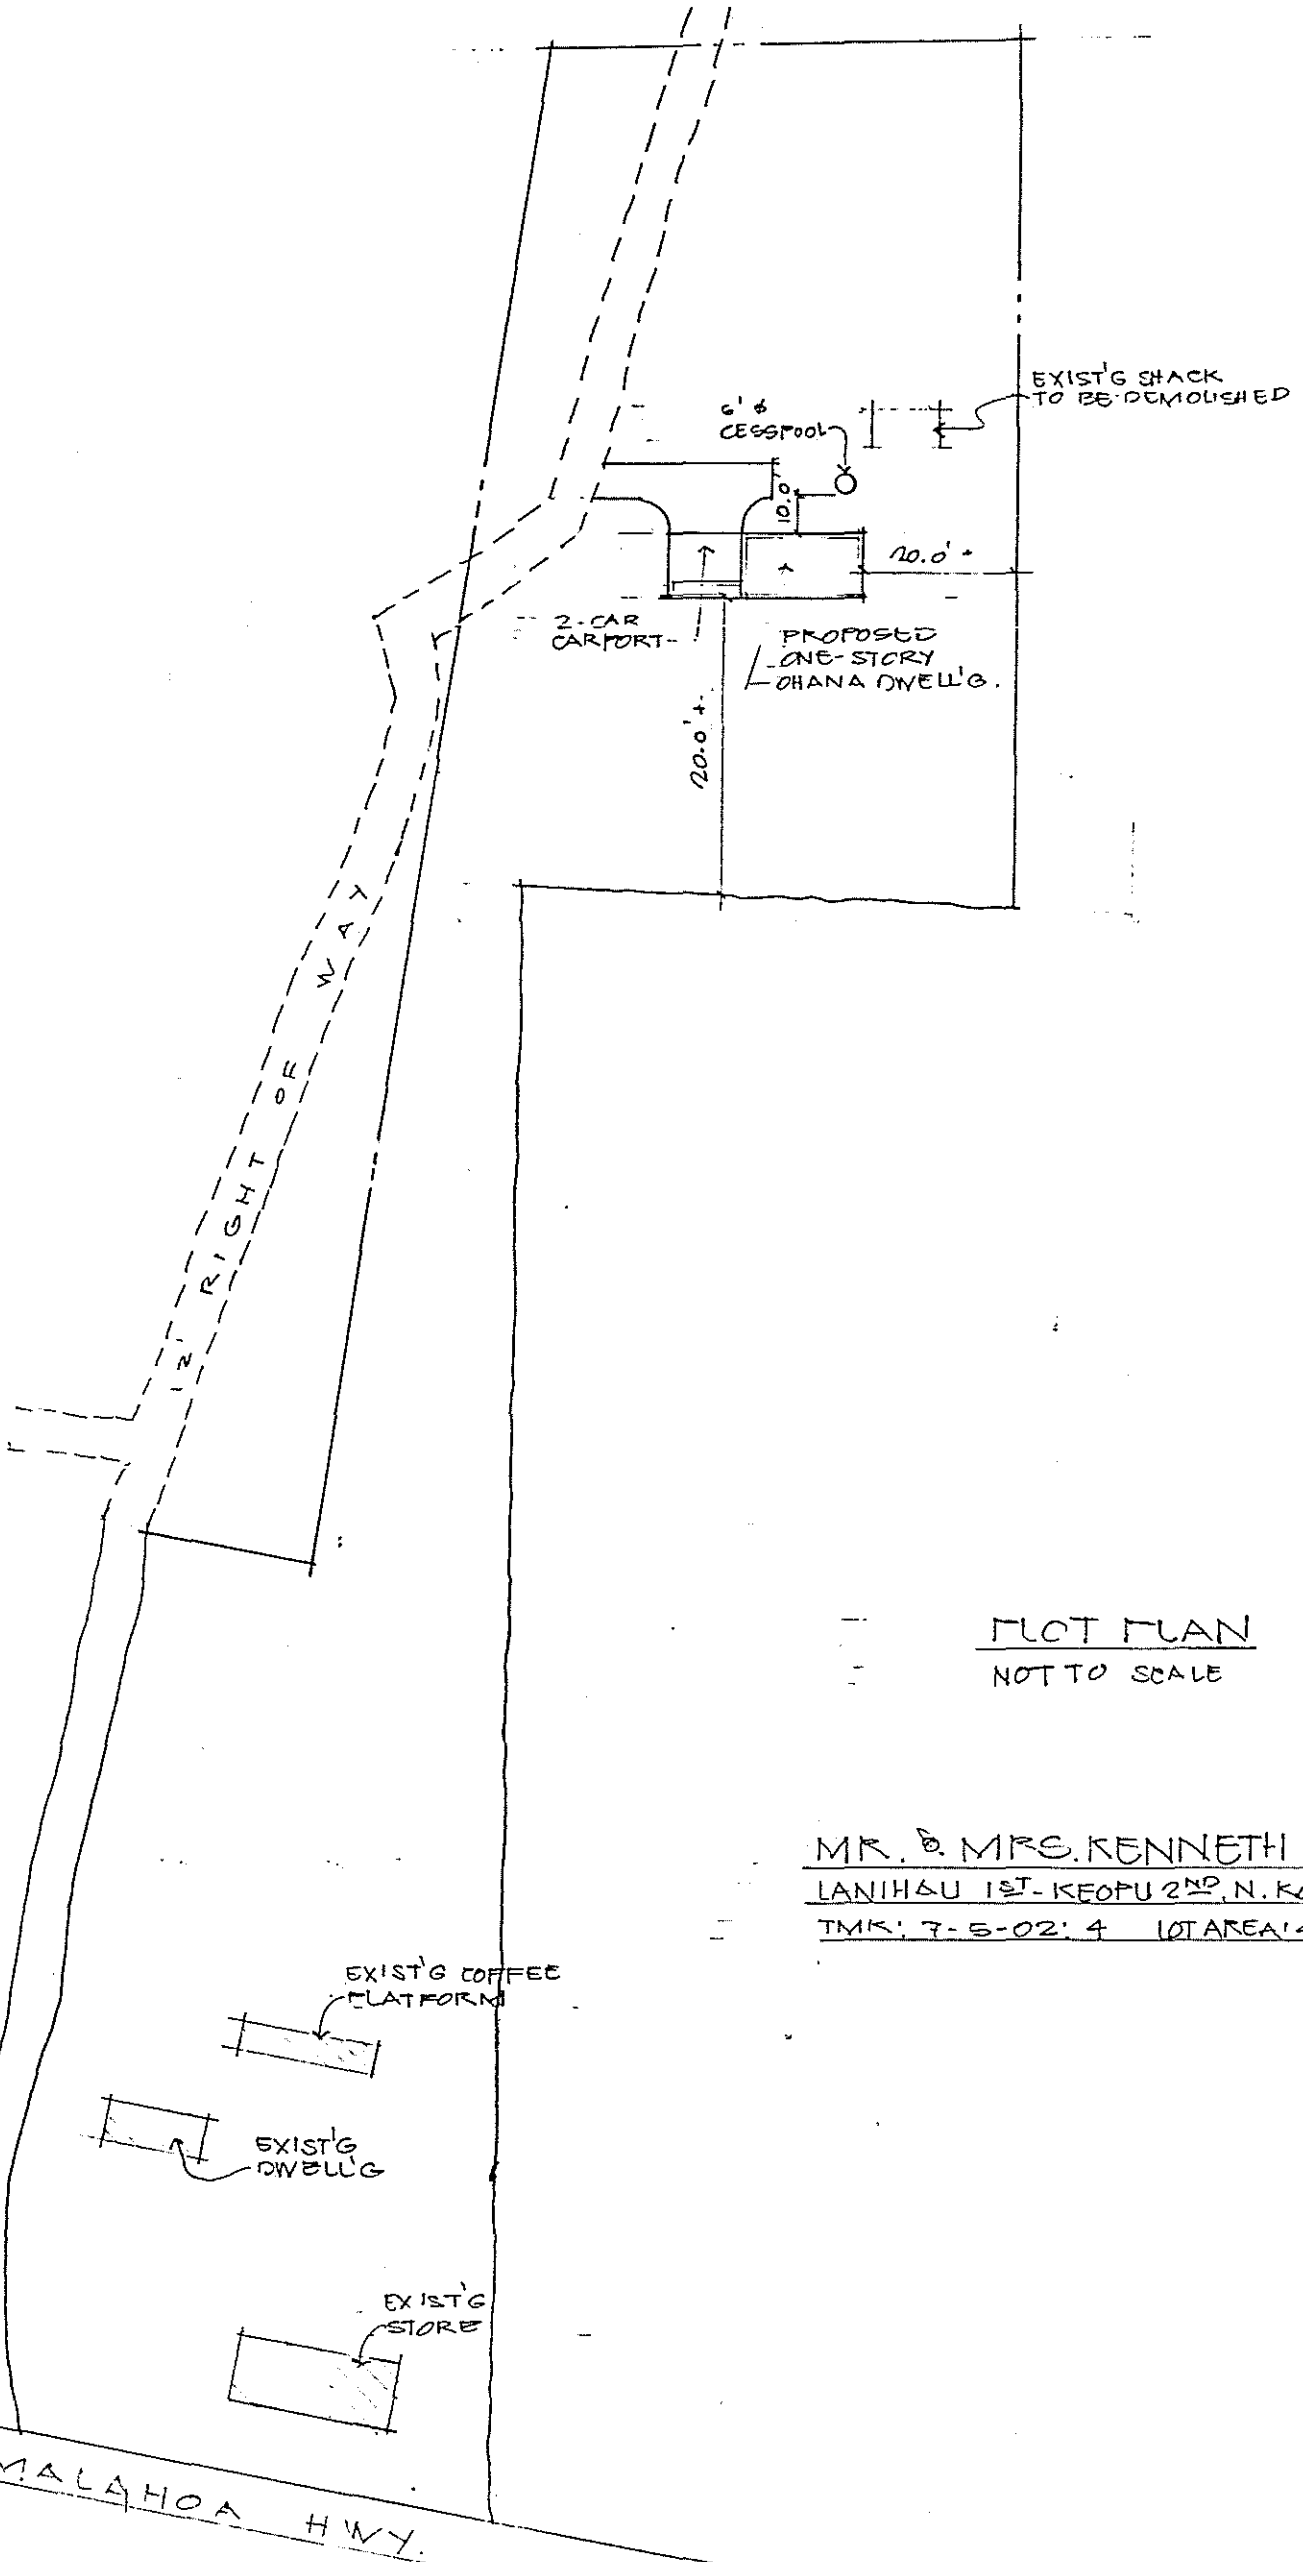 EXIST'G SHACK
TO BE DEMOLISHED
6' ø
CESSPOOL
10.0
20.0' +
2-CAR
CARPORT
PROPOSED
ONE-STORY
OHANA DWELL'G.
20.0' +
12' RIGHT OF WAY
PLOT PLAN
NOT TO SCALE
MR. & MRS. KENNETH
LANIHAU 1ST - KEOPU 2ND, N. KO
TMK: 7-5-02: 4 LOT AREA: 4
EXIST'G COFFEE
PLATFORM
EXIST'G
DWELL'G
EXIST'G
STORE
MALAHOA HWY.